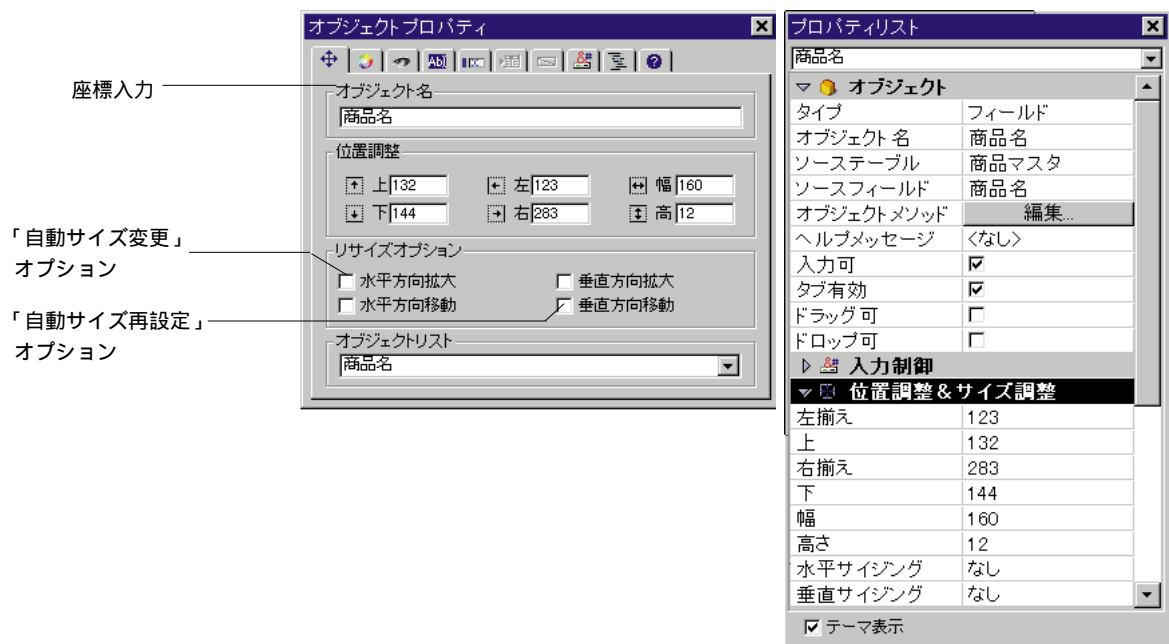 座標入力
「自動サイズ変更」
オプション
「自動サイズ再設定」
オプション
オブジェクトプロパティ
オブジェクト名
商品名
位置調整
上 132 左 123 幅 160
下 144 右 283 高 12
リサイズオプション
水平方向拡大 垂直方向拡大
水平方向移動 垂直方向移動
オブジェクトリスト
商品名
プロパティリスト
商品名
オブジェクト
タイプ フィールド
オブジェクト名 商品名
ソーステーブル 商品マスタ
ソースフィールド 商品名
オブジェクトメソッド 編集...
ヘルプメッセージ 〈なし〉
入力可
タブ有効
ドラッグ可
ドロップ可
入力制御
位置調整&サイズ調整
左揃え 123
上 132
右揃え 283
下 144
幅 160
高さ 12
水平サイジング なし
垂直サイジング なし
テーマ表示